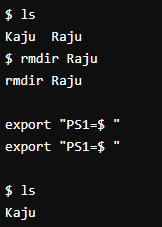 $ ls
Kaju  Raju
$ rmdir Raju
rmdir Raju
export "PS1=$ "
export "PS1=$ "
$ ls
Kaju